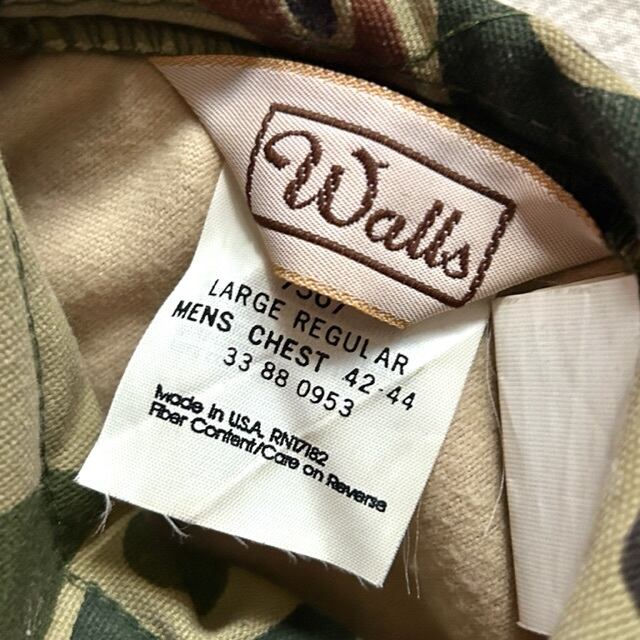 Walls
LARGE REGULAR
MENS CHEST 42-44
33 88 0953
Made in U.S.A. RN17182
Fiber Content/Care on Reverse